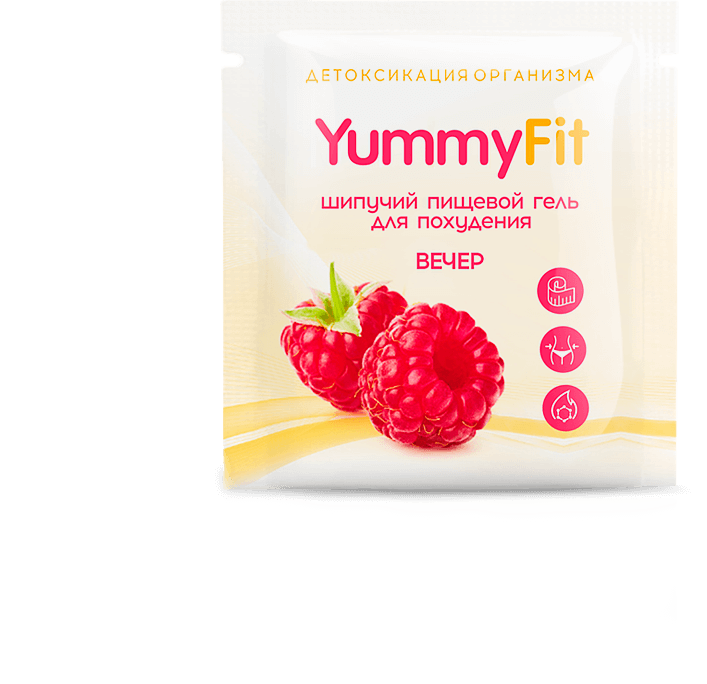 ДЕТОКСИКАЦИЯ ОРГАНИЗМА
YummyFit
шипучий пищевой гель
для похудения
ВЕЧЕР